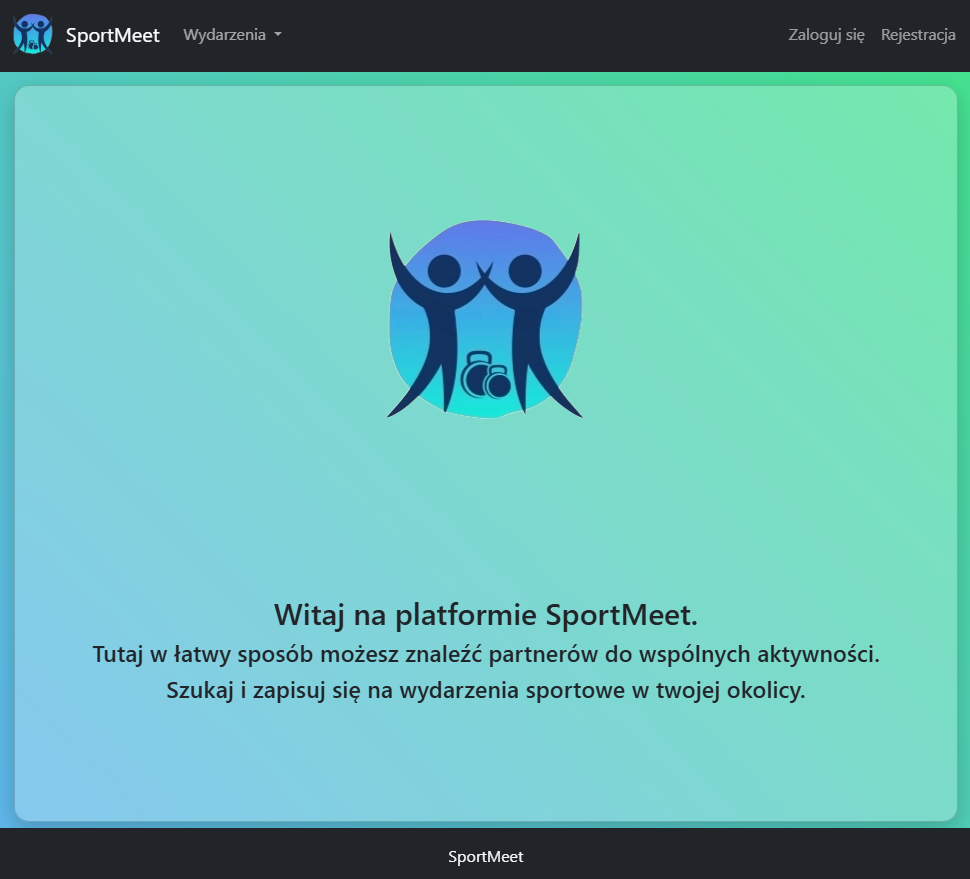 SportMeet Wydarzenia Zaloguj się Rejestracja
Witaj na platformie SportMeet.
Tutaj w łatwy sposób możesz znaleźć partnerów do wspólnych aktywności.
Szukaj i zapisuj się na wydarzenia sportowe w twojej okolicy.
SportMeet